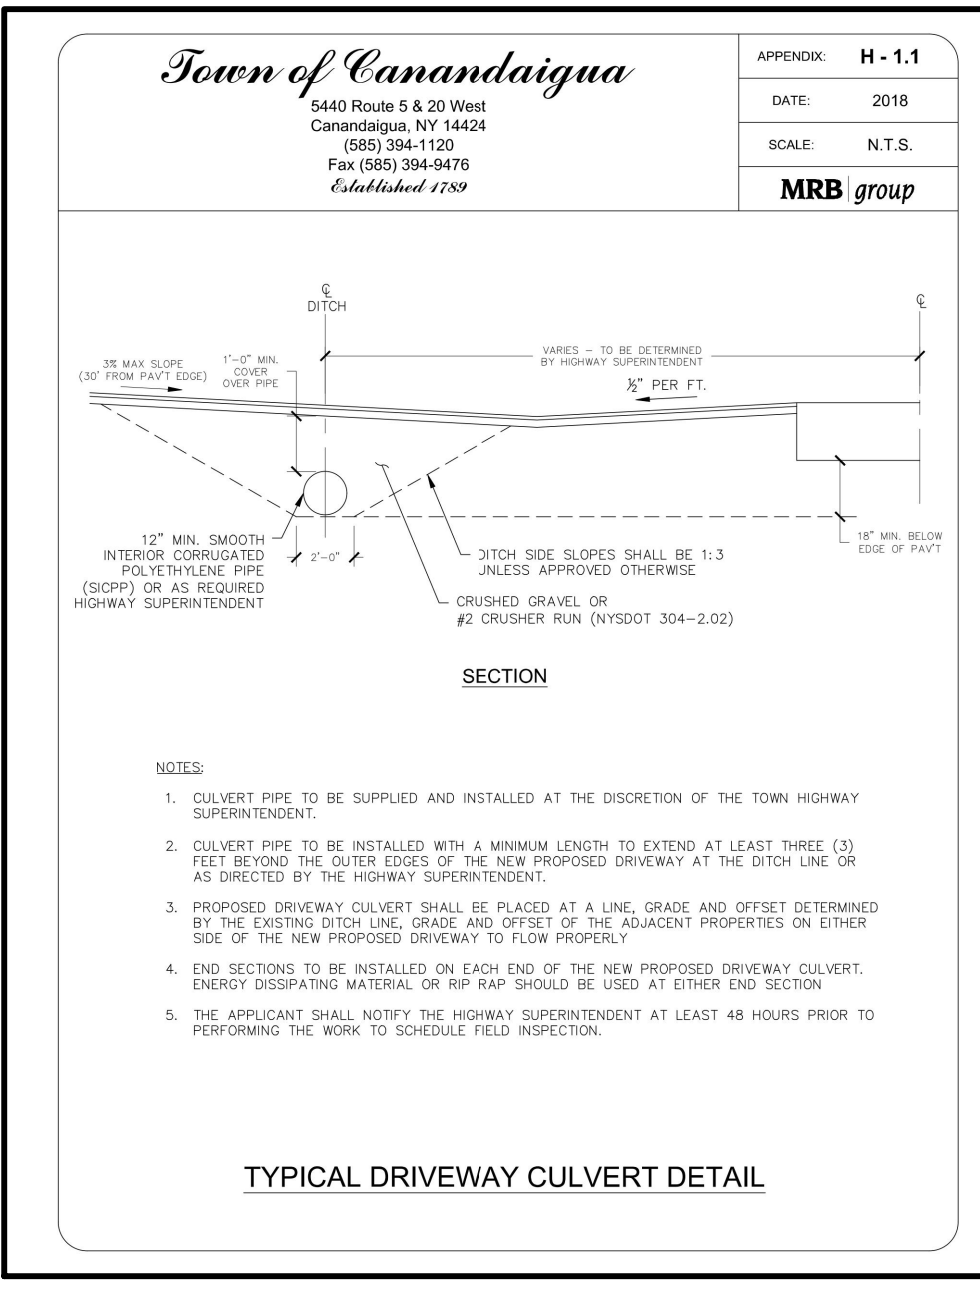 Town of Canandaigua
5440 Route 5 & 20 West
Canandaigua, NY 14424
(585) 394-1120
Fax (585) 394-9476
Established 1789
APPENDIX: H - 1.1
DATE: 2018
SCALE: N.T.S.
MRB group
℄
DITCH
℄
3% MAX SLOPE
(30' FROM PAV'T EDGE)
1'-0" MIN.
COVER
OVER PIPE
VARIES – TO BE DETERMINED
BY HIGHWAY SUPERINTENDENT
½" PER FT.
12" MIN. SMOOTH
INTERIOR CORRUGATED
POLYETHYLENE PIPE
(SICPP) OR AS REQUIRED
HIGHWAY SUPERINTENDENT
2'-0"
DITCH SIDE SLOPES SHALL BE 1:3
UNLESS APPROVED OTHERWISE
18" MIN. BELOW
EDGE OF PAV'T
CRUSHED GRAVEL OR
#2 CRUSHER RUN (NYSDOT 304-2.02)
SECTION
NOTES:
1. CULVERT PIPE TO BE SUPPLIED AND INSTALLED AT THE DISCRETION OF THE TOWN HIGHWAY
SUPERINTENDENT.
2. CULVERT PIPE TO BE INSTALLED WITH A MINIMUM LENGTH TO EXTEND AT LEAST THREE (3)
FEET BEYOND THE OUTER EDGES OF THE NEW PROPOSED DRIVEWAY AT THE DITCH LINE OR
AS DIRECTED BY THE HIGHWAY SUPERINTENDENT.
3. PROPOSED DRIVEWAY CULVERT SHALL BE PLACED AT A LINE, GRADE AND OFFSET DETERMINED
BY THE EXISTING DITCH LINE, GRADE AND OFFSET OF THE ADJACENT PROPERTIES ON EITHER
SIDE OF THE NEW PROPOSED DRIVEWAY TO FLOW PROPERLY
4. END SECTIONS TO BE INSTALLED ON EACH END OF THE NEW PROPOSED DRIVEWAY CULVERT.
ENERGY DISSIPATING MATERIAL OR RIP RAP SHOULD BE USED AT EITHER END SECTION
5. THE APPLICANT SHALL NOTIFY THE HIGHWAY SUPERINTENDENT AT LEAST 48 HOURS PRIOR TO
PERFORMING THE WORK TO SCHEDULE FIELD INSPECTION.
TYPICAL DRIVEWAY CULVERT DETAIL